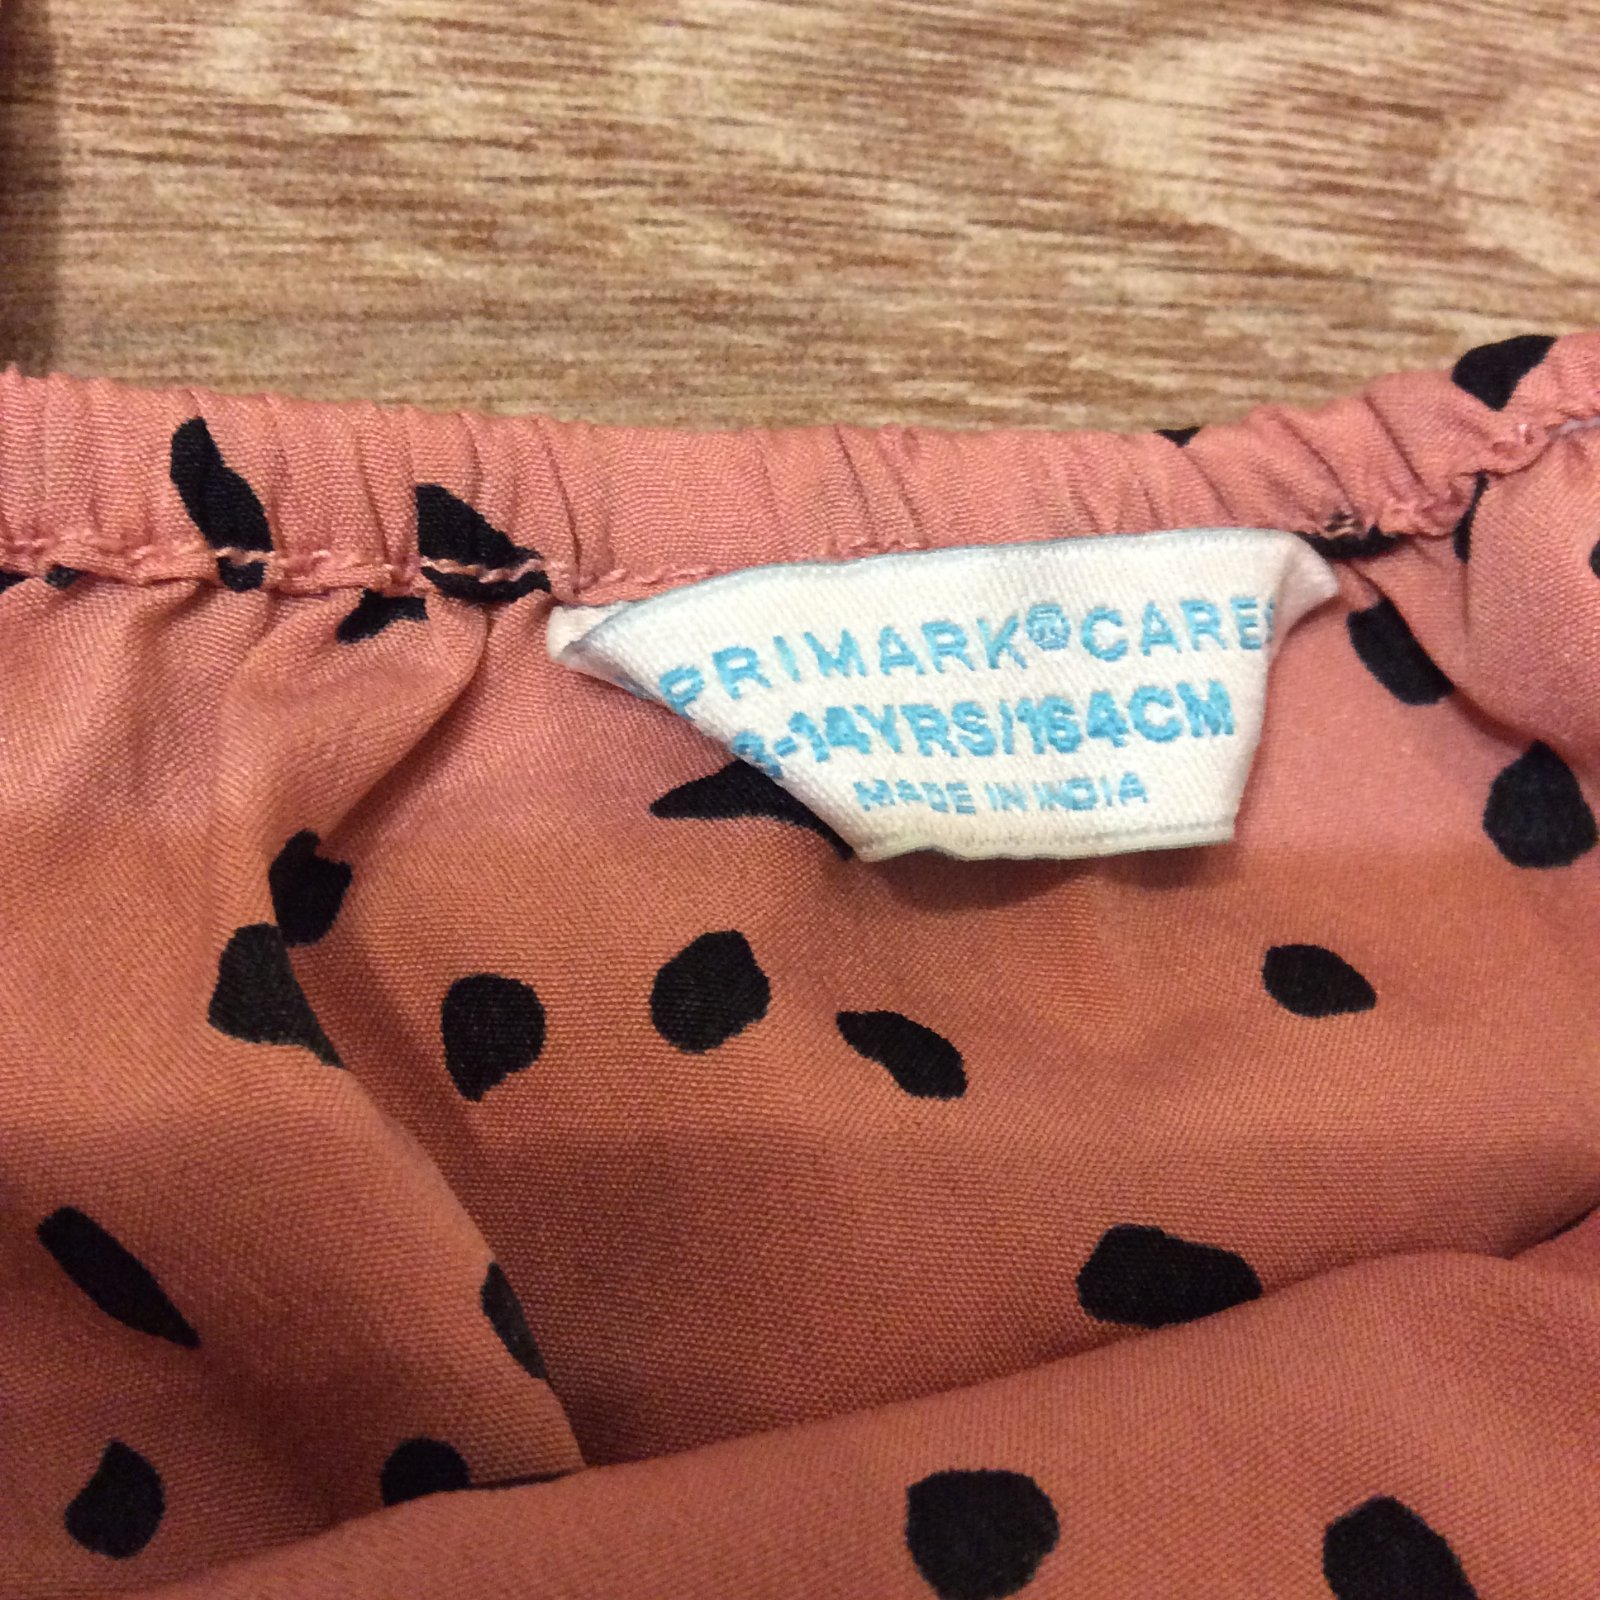 PRIMARK® CARES
3-14YRS/164CM
MADE IN INDIA